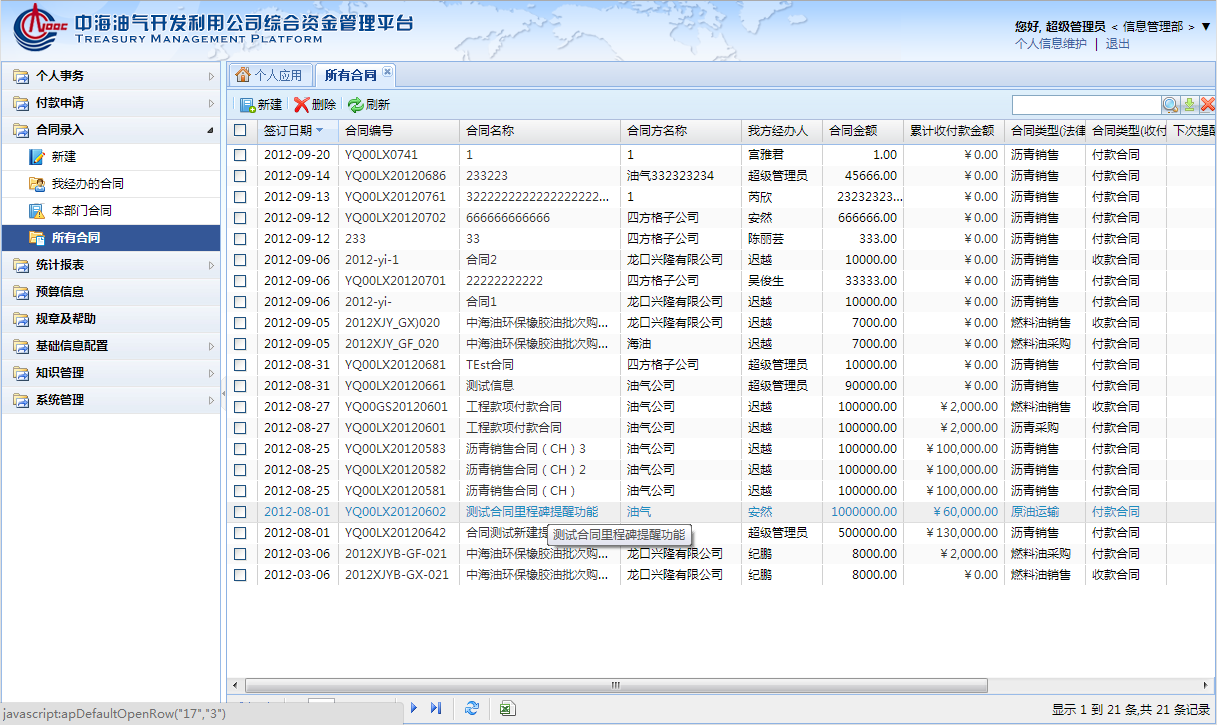 CNOOC 中海油气开发利用公司综合资金管理平台
TREASURY MANAGEMENT PLATFORM
您好, 超级管理员 < 信息管理部 > ▼
个人信息维护 | 退出
个人事务
付款申请
合同录入
新建
我经办的合同
本部门合同
所有合同
统计报表
预算信息
规章及帮助
基础信息配置
知识管理
系统管理
个人应用 所有合同
新建 删除 刷新
签订日期 合同编号 合同名称 合同方名称 我方经办人 合同金额 累计收付款金额 合同类型(法律 合同类型(收付 下次提醒
2012-09-20 YQ00LX0741 1 1 宫雅君 1.00 ￥0.00 沥青销售 付款合同
2012-09-14 YQ00LX20120686 233223 油气332323234 超级管理员 45666.00 ￥0.00 沥青销售 付款合同
2012-09-13 YQ00LX20120761 3222222222222222222222... 1 芮欣 23232323... ￥0.00 沥青销售 付款合同
2012-09-12 YQ00LX20120702 666666666666 四方格子公司 安然 666666.00 ￥0.00 沥青销售 付款合同
2012-09-12 233 33 四方格子公司 陈丽芸 333.00 ￥0.00 沥青销售 付款合同
2012-09-06 2012-yi-1 合同2 龙口兴隆有限公司 迟越 10000.00 ￥0.00 沥青销售 收款合同
2012-09-06 YQ00LX20120701 22222222222 四方格子公司 吴俊生 33333.00 ￥0.00 沥青销售 付款合同
2012-09-06 2012-yi- 合同1 龙口兴隆有限公司 迟越 10000.00 ￥0.00 沥青销售 付款合同
2012-09-05 2012XJY_GX)020 中海油环保橡胶油批次购... 龙口兴隆有限公司 迟越 7000.00 ￥0.00 燃料油销售 收款合同
2012-09-05 2012XJY_GF_020 中海油环保橡胶油批次购... 海油 迟越 7000.00 ￥0.00 燃料油采购 付款合同
2012-08-31 YQ00LX20120681 TEst合同 四方格子公司 超级管理员 10000.00 ￥0.00 沥青销售 付款合同
2012-08-31 YQ00LX20120661 测试信息 油气公司 超级管理员 90000.00 ￥0.00 沥青销售 付款合同
2012-08-27 YQ00GS20120601 工程款项付款合同 油气公司 迟越 100000.00 ￥2,000.00 燃料油销售 收款合同
2012-08-27 YQ00LX20120601 工程款项付款合同 油气公司 迟越 100000.00 ￥2,000.00 沥青采购 付款合同
2012-08-25 YQ00LX20120583 沥青销售合同（CH）3 油气公司 迟越 100000.00 ￥100,000.00 沥青销售 付款合同
2012-08-25 YQ00LX20120582 沥青销售合同（CH）2 油气公司 迟越 100000.00 ￥100,000.00 沥青销售 付款合同
2012-08-25 YQ00LX20120581 沥青销售合同（CH） 油气公司 迟越 100000.00 ￥100,000.00 沥青销售 付款合同
2012-08-01 YQ00LX20120602 测试合同里程碑提醒功能 油气 安然 1000000.00 ￥60,000.00 原油运输 付款合同
2012-08-01 YQ00LX20120642 合同测试新建提 超级管理员 500000.00 ￥130,000.00 沥青销售 付款合同
测试合同里程碑提醒功能
2012-03-06 2012XJYB-GF-021 中海油环保橡胶油批次购... 龙口兴隆有限公司 纪鹏 8000.00 ￥2,000.00 燃料油采购 付款合同
2012-03-06 2012XJYB-GX-021 中海油环保橡胶油批次购... 龙口兴隆有限公司 纪鹏 8000.00 ￥0.00 燃料油销售 收款合同
javascript:apDefaultOpenRow("17","3")
显示 1 到 21 条,共 21 条记录